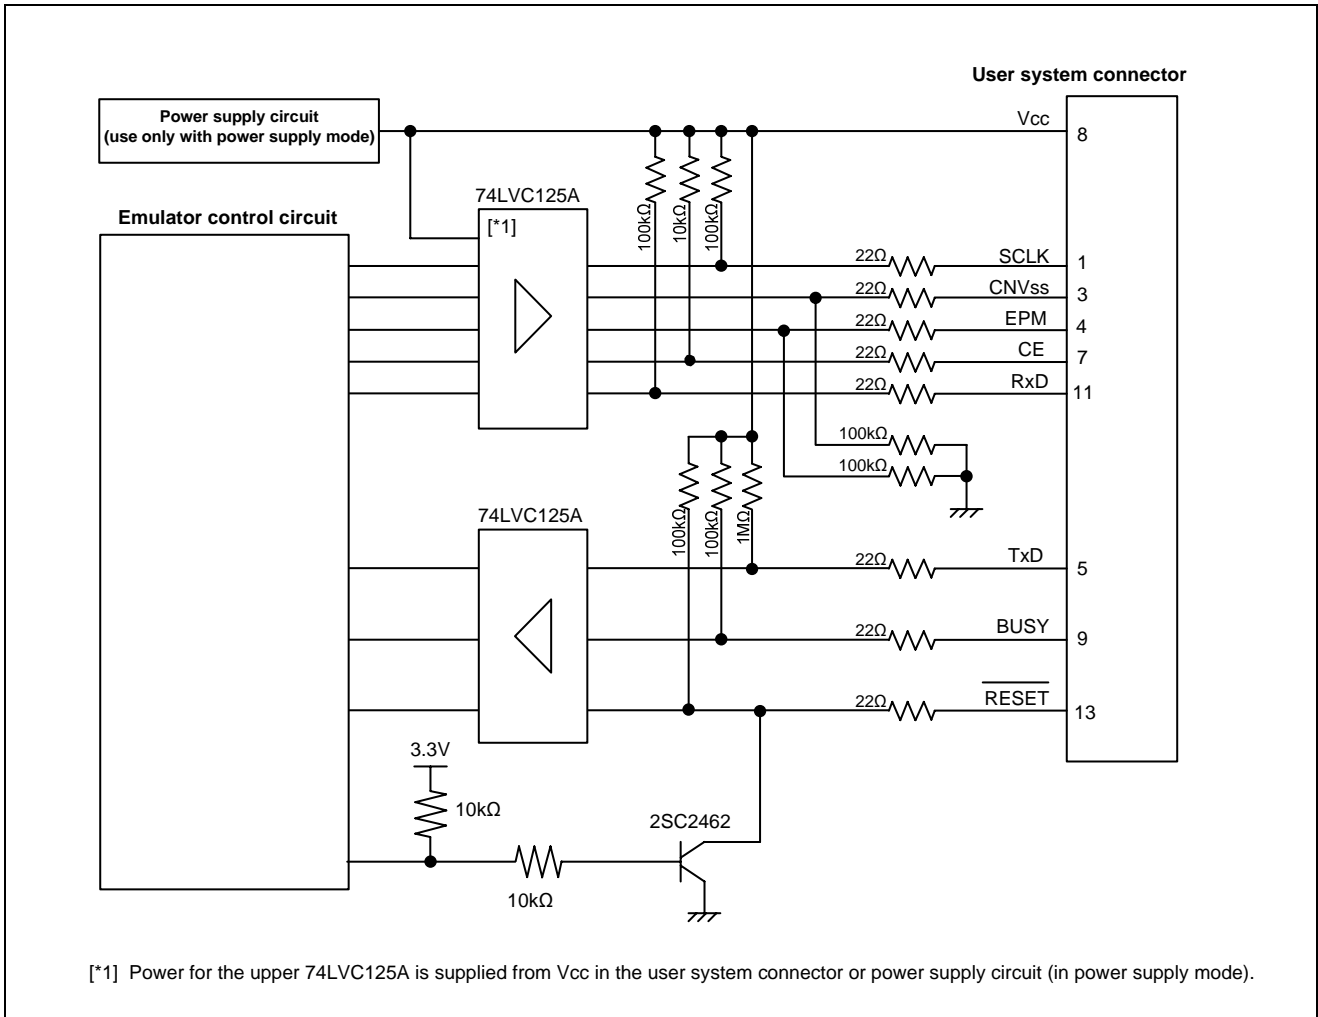 User system connector
Power supply circuit
(use only with power supply mode)
Vcc
8
74LVC125A
[*1]
Emulator control circuit
100kΩ
10kΩ
100kΩ
22Ω
SCLK
1
22Ω
CNVss
3
22Ω
EPM
4
22Ω
CE
7
22Ω
RxD
11
100kΩ
100kΩ
74LVC125A
100kΩ
100kΩ
1MΩ
22Ω
TxD
5
22Ω
BUSY
9
22Ω
RESET
13
3.3V
10kΩ
2SC2462
10kΩ
[*1] Power for the upper 74LVC125A is supplied from Vcc in the user system connector or power supply circuit (in power supply mode).